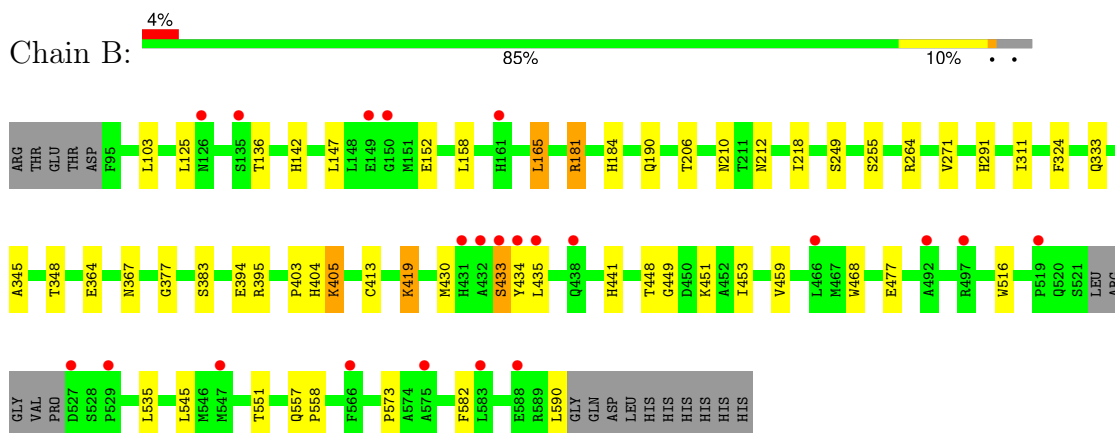 4%
Chain B:
85% 10% • •
ARG THR GLU THR ASP F95 L103 L125 N126 S135 T136 H142 L147 L148 E149 G150 M151 E152 L158 H161 L165 R181 H184 Q190 T206 N210 T211 N212 I218 S249 S255 R264 V271 H291 I311 F324 Q333
A345 T348 E364 N367 G377 S383 E394 R395 P403 H404 K405 C413 K419 M430 H431 A432 S433 Y434 L435 Q438 H441 T448 G449 D450 K451 A452 I453 V459 L466 M467 W468 E477 A492 R497 W516 P519 Q520 S521 LEU ARG
GLY VAL PRO D527 S528 P529 L535 L545 M546 M547 T551 Q557 P558 F566 P573 A574 A575 F582 L583 E588 R589 L590 GLY GLN ASP LEU HIS HIS HIS HIS HIS HIS